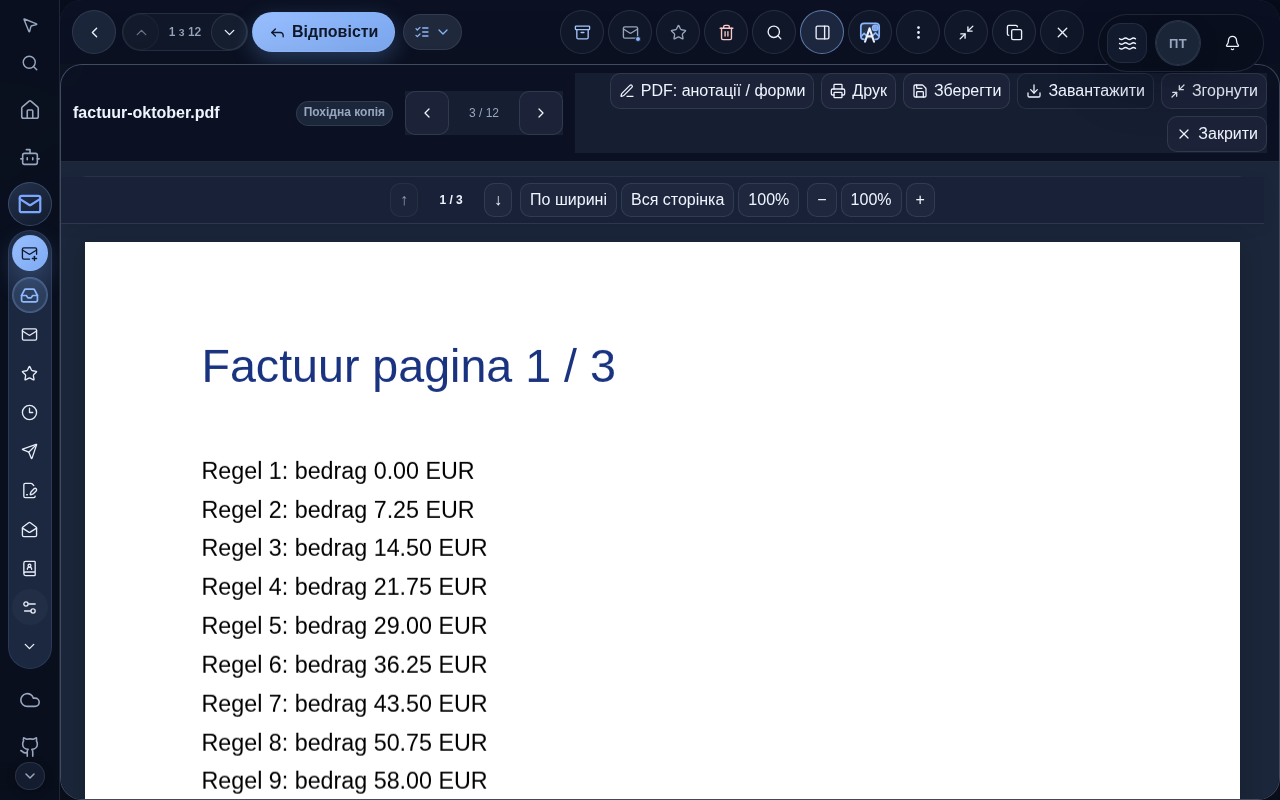 1 з 12
Відповісти
ПТ
factuur-oktober.pdf
Похідна копія
3 / 12
PDF: анотації / форми
Друк
Зберегти
Завантажити
Згорнути
Закрити
↑ 1 / 3 ↓ По ширині Вся сторінка 100% − 100% +
Factuur pagina 1 / 3
Regel 1: bedrag 0.00 EUR
Regel 2: bedrag 7.25 EUR
Regel 3: bedrag 14.50 EUR
Regel 4: bedrag 21.75 EUR
Regel 5: bedrag 29.00 EUR
Regel 6: bedrag 36.25 EUR
Regel 7: bedrag 43.50 EUR
Regel 8: bedrag 50.75 EUR
Regel 9: bedrag 58.00 EUR